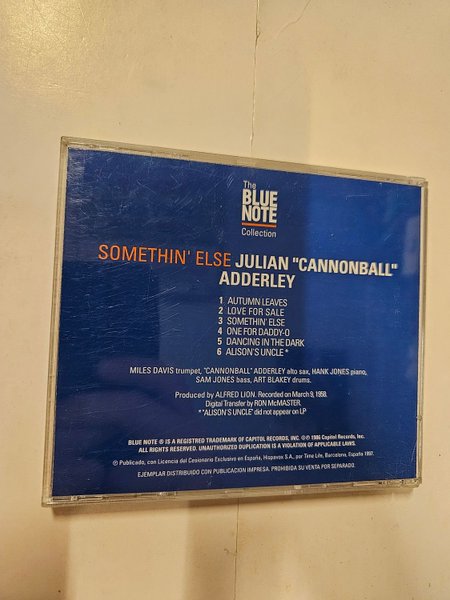 The
BLUE
NOTE
Collection
SOMETHIN' ELSE JULIAN "CANNONBALL"
ADDERLEY
1 AUTUMN LEAVES
2 LOVE FOR SALE
3 SOMETHIN' ELSE
4 ONE FOR DADDY-O
5 DANCING IN THE DARK
6 ALISON'S UNCLE *
MILES DAVIS trumpet, "CANNONBALL" ADDERLEY alto sax, HANK JONES piano,
SAM JONES bass, ART BLAKEY drums.
Produced by ALFRED LION. Recorded on March 9, 1958.
Digital Transfer by RON McMASTER.
* "ALISON'S UNCLE" did not appear on LP
BLUE NOTE ® IS A REGISTERED TRADEMARK OF CAPITOL RECORDS, INC. ©℗ 1986 Capitol Records, Inc.
ALL RIGHTS RESERVED. UNAUTHORIZED DUPLICATION IS A VIOLATION OF APPLICABLE LAWS.
℗ Publicado, con Licencia del Cesionario Exclusivo en España, Hispavox S.A., por Time Life, Barcelona, España 1997.
EJEMPLAR DISTRIBUIDO CON PUBLICACION IMPRESA. PROHIBIDA SU VENTA POR SEPARADO.